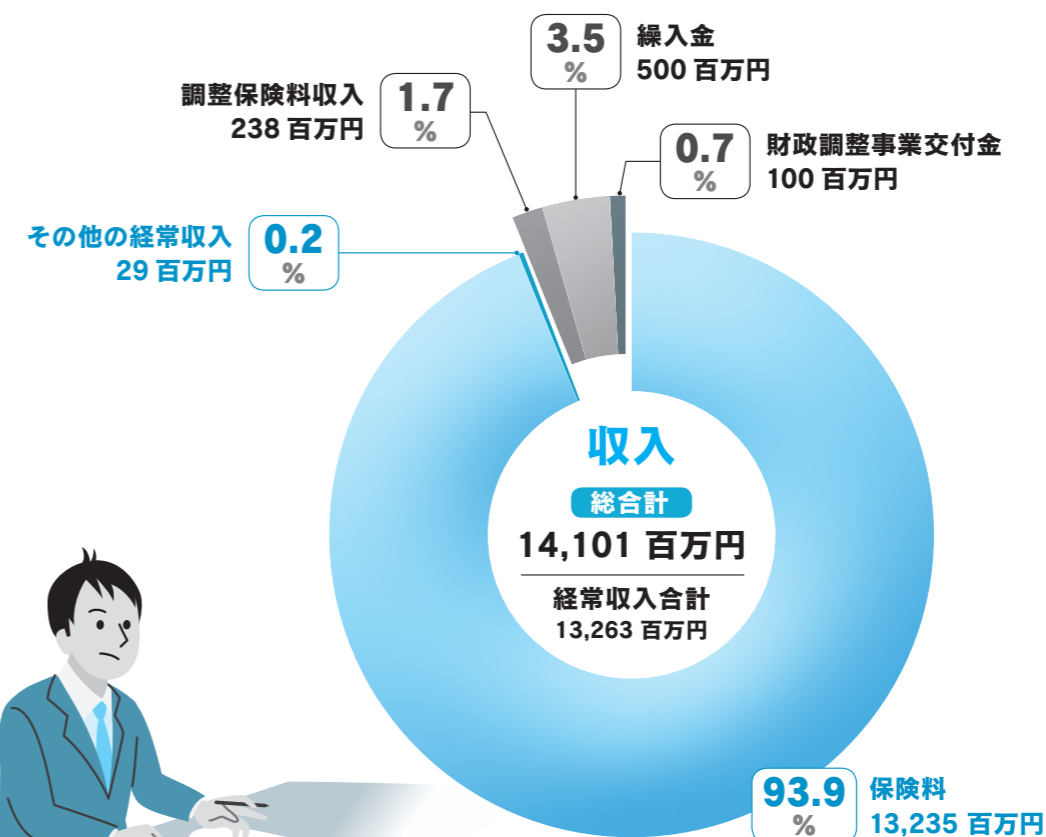 3.5
%
繰入金
500 百万円
調整保険料収入
238 百万円
1.7
%
0.7
%
財政調整事業交付金
100 百万円
その他の経常収入
29 百万円
0.2
%
収入
総合計
14,101 百万円
経常収入合計
13,263 百万円
93.9
%
保険料
13,235 百万円